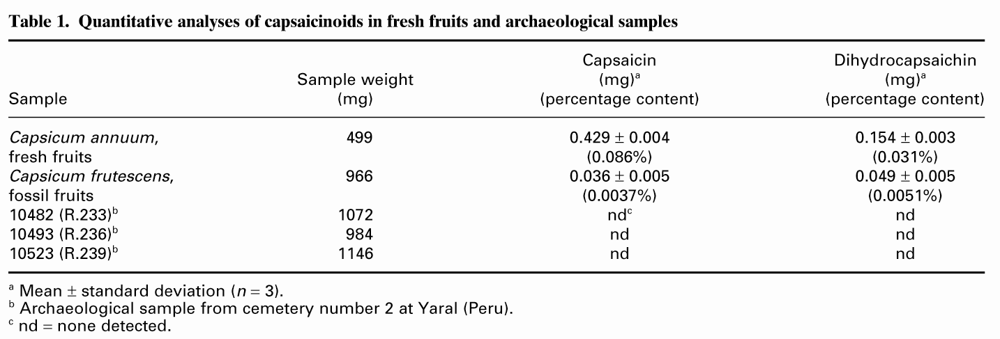 Table 1. Quantitative analyses of capsaicinoids in fresh fruits and archaeological samples
Capsaicin Dihydrocapsaichin
Sample weight (mg)ᵃ (mg)ᵃ
Sample (mg) (percentage content) (percentage content)
Capsicum annuum, 499 0.429 ± 0.004 0.154 ± 0.003
fresh fruits (0.086%) (0.031%)
Capsicum frutescens, 966 0.036 ± 0.005 0.049 ± 0.005
fossil fruits (0.0037%) (0.0051%)
10482 (R.233)ᵇ 1072 ndᶜ nd
10493 (R.236)ᵇ 984 nd nd
10523 (R.239)ᵇ 1146 nd nd
ᵃ Mean ± standard deviation (n = 3).
ᵇ Archaeological sample from cemetery number 2 at Yaral (Peru).
ᶜ nd = none detected.